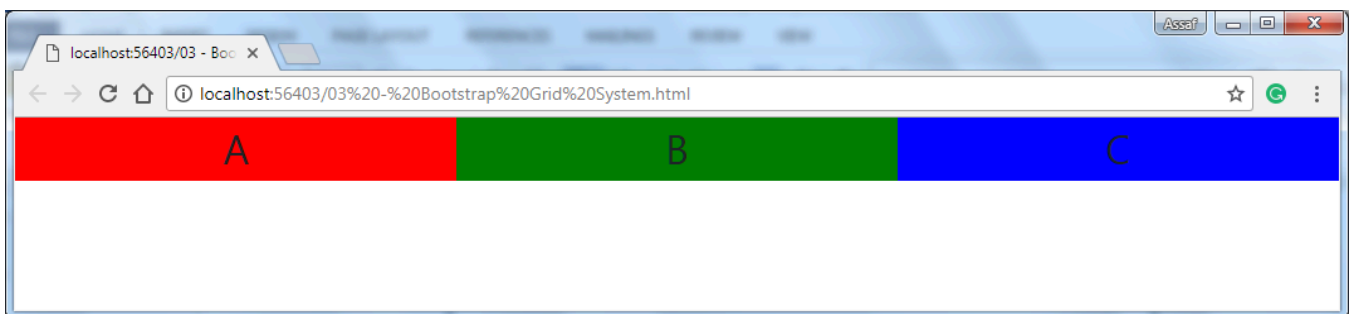 Assaf
localhost:56403/03 - Boo
localhost:56403/03%20-%20Bootstrap%20Grid%20System.html
A B C